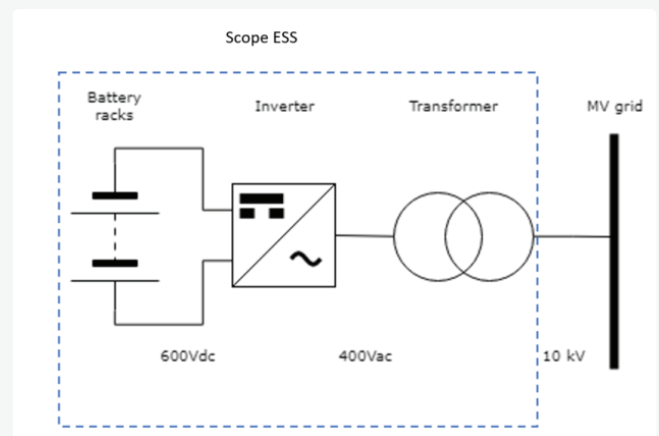 Scope ESS
Battery
racks
Inverter
Transformer
MV grid
600Vdc
400Vac
10 kV